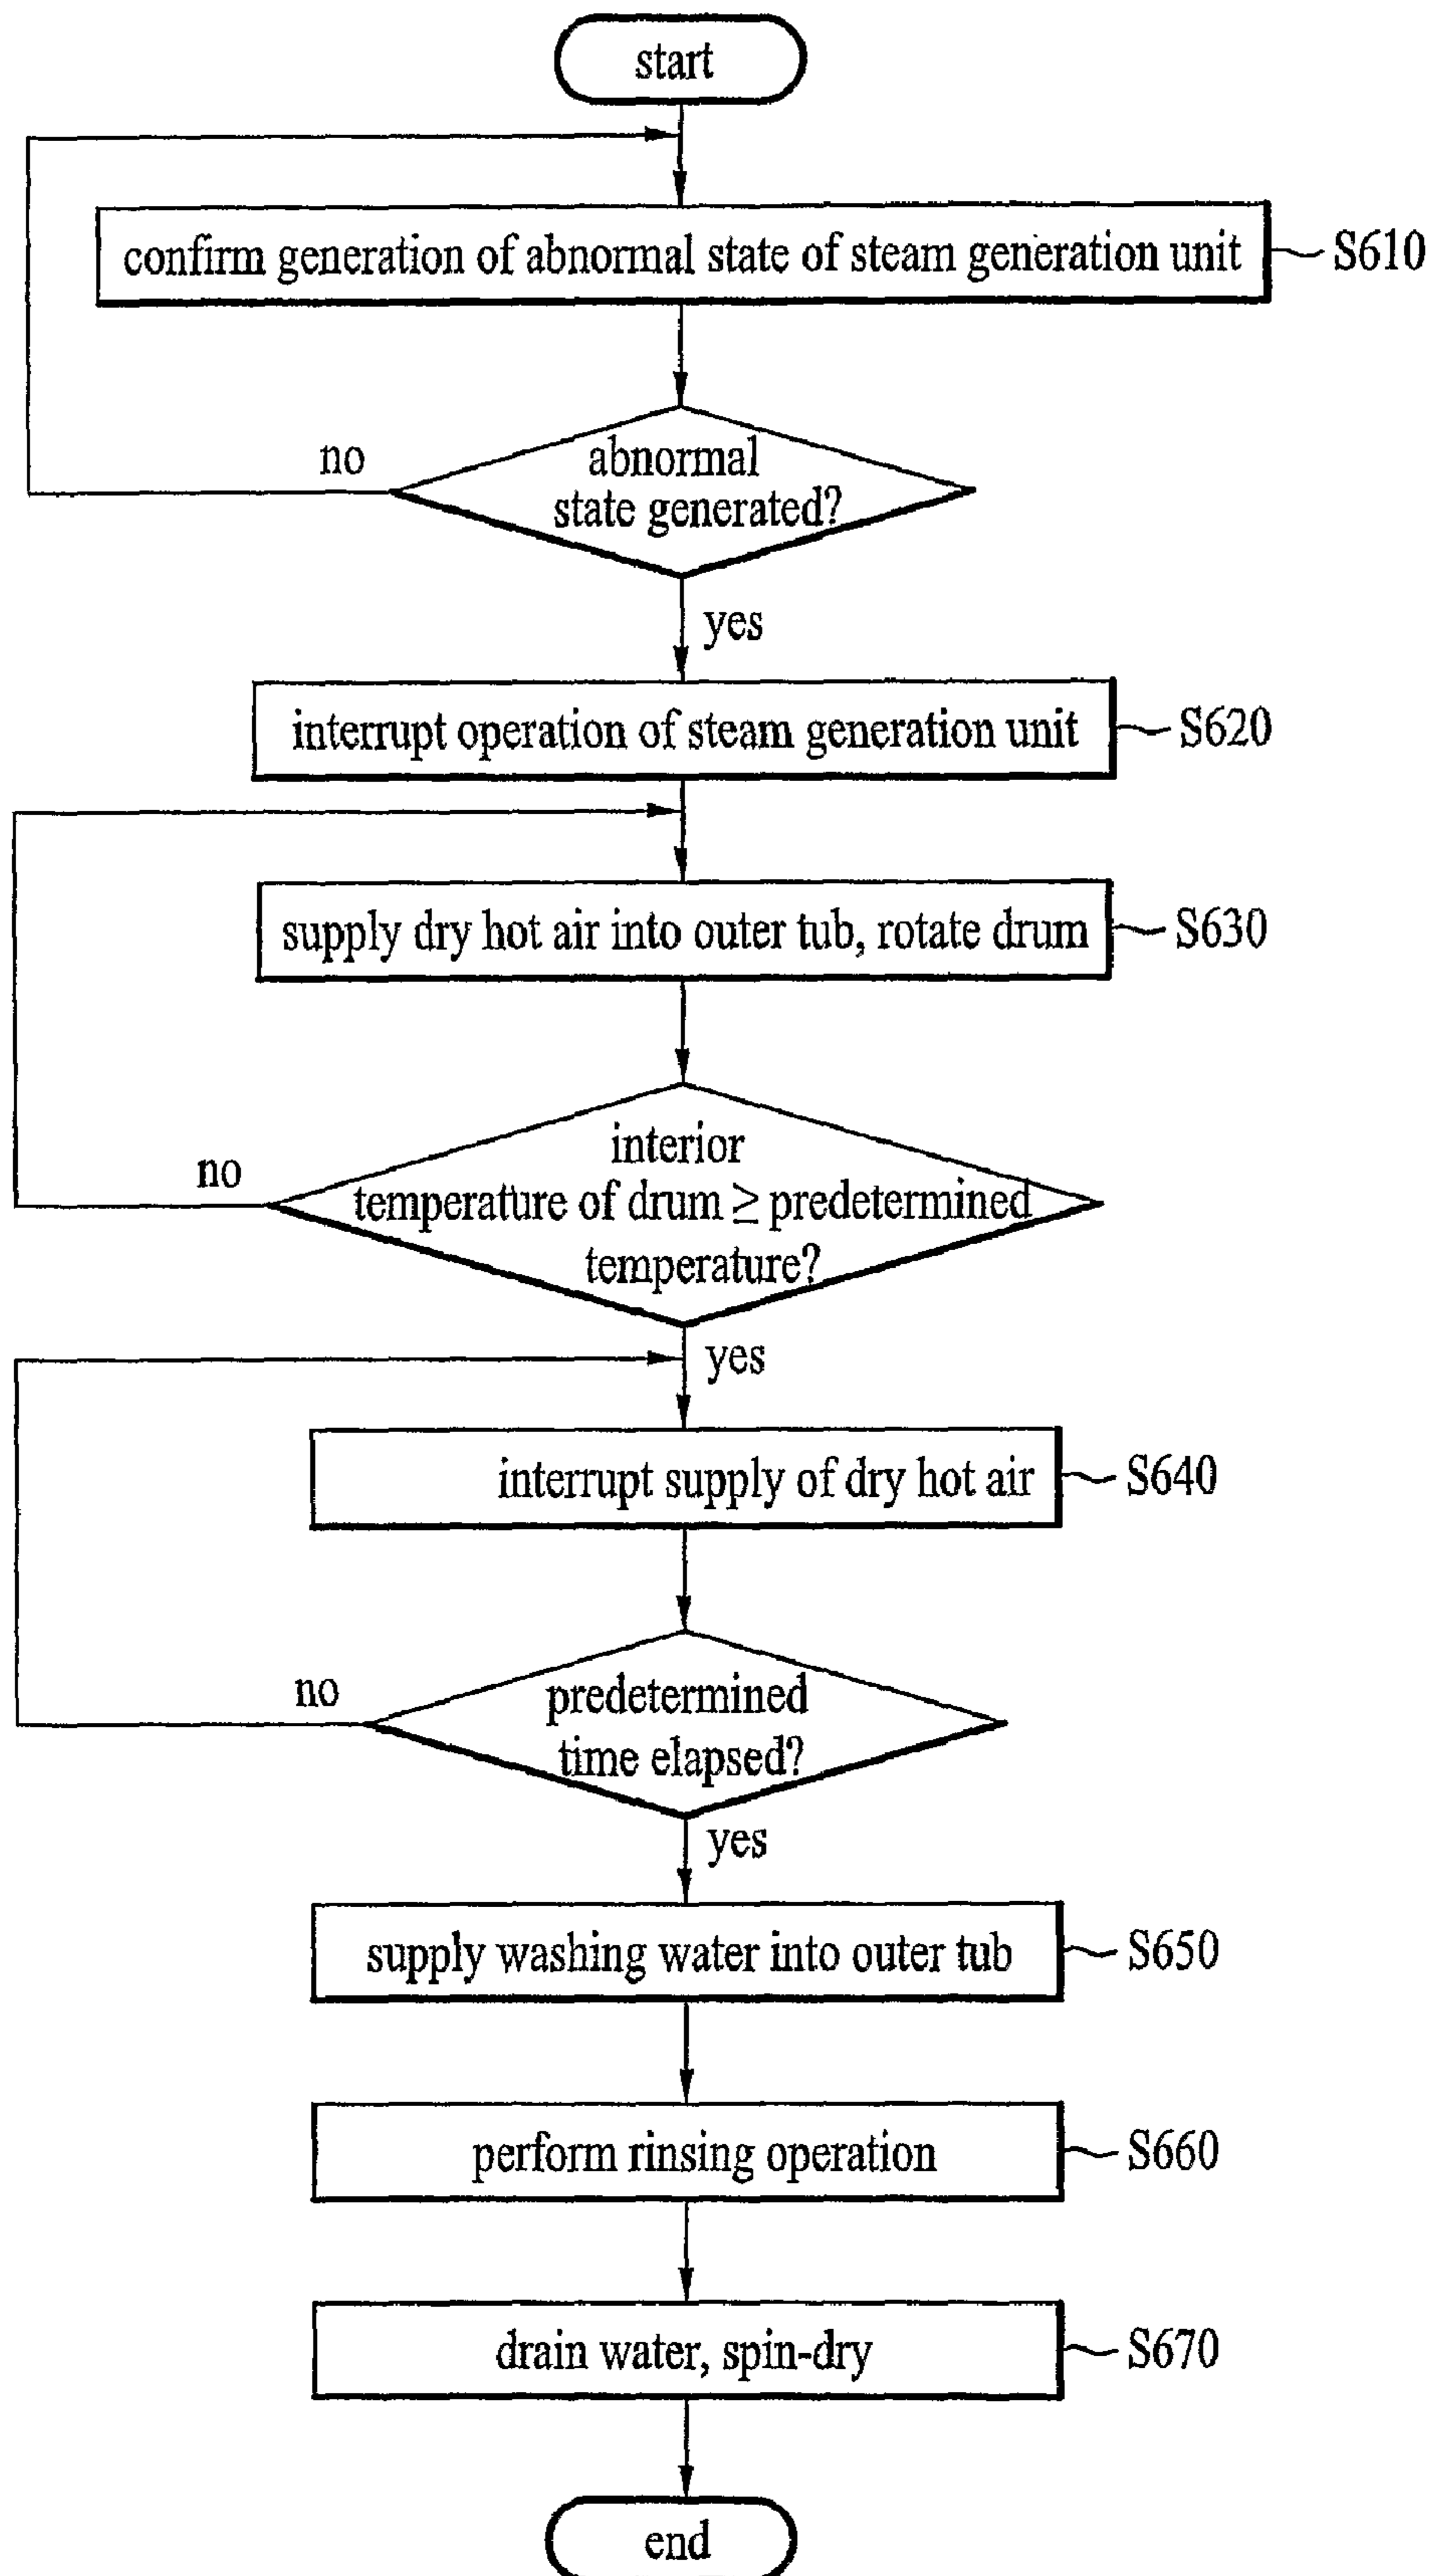 start
confirm generation of abnormal state of steam generation unit
S610
no
abnormal
state generated?
yes
interrupt operation of steam generation unit
S620
supply dry hot air into outer tub, rotate drum
S630
no
interior
temperature of drum ≥ predetermined
temperature?
yes
interrupt supply of dry hot air
S640
no
predetermined
time elapsed?
yes
supply washing water into outer tub
S650
perform rinsing operation
S660
drain water, spin-dry
S670
end